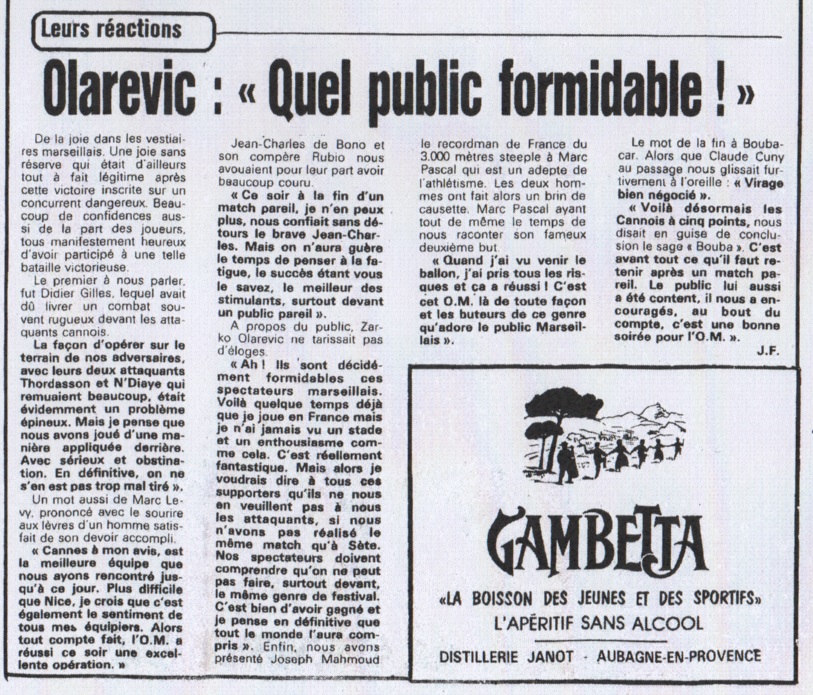 Leurs réactions
Olarevic : « Quel public formidable ! »
De la joie dans les vestiai-
res marseillais. Une joie sans
réserve qui était d'ailleurs
tout à fait légitime après
cette victoire inscrite sur un
concurrent dangereux. Beau-
coup de confidences aus-
si de la part des joueurs,
tous manifestement heureux
d'avoir participé à une telle
bataille victorieuse.
Le premier à nous parler,
fut Didier Gilles, lequel avait
dû livrer un combat sou-
vent rugueux devant les atta-
quants cannois.
La façon d'opérer sur le
terrain de nos adversaires,
avec leurs deux attaquants
Thordasson et N'Diaye qui
remuaient beaucoup, était
évidemment un problème
épineux. Mais je pense que
nous avons joué d'une ma-
nière appliquée derrière.
Avec sérieux et obstina-
tion. En définitive, on ne
s'en est pas trop mal tiré ».
Un mot aussi de Marc Le-
vy, prononcé avec le sourire
aux lèvres d'un homme satis-
fait de son devoir accompli.
« Cannes à mon avis, est
la meilleure équipe que
nous ayons rencontré jus-
qu'à ce jour. Plus difficile
que Nice, je crois que c'est
également le sentiment de
tous mes équipiers. Alors
tout compte fait, l'O.M. a
réussi ce soir une excel-
lente opération. »
Jean-Charles de Bono et
son compère Rubio nous
avouaient pour leur part avoir
beaucoup couru.
« Ce soir à la fin d'un
match pareil, je n'en peux
plus, nous confiait sans dé-
tours le brave Jean-Char-
les. Mais on n'aura guère
le temps de penser à la fa-
tigue, le succès étant vous
le savez, le meilleur des
stimulants, surtout devant
un public pareil ».
A propos du public, Zar-
ko Olarevic ne tarissait pas
d'éloges.
« Ah ! Ils sont décidé-
ment formidables ces
spectateurs marseillais.
Voilà quelque temps déjà
que je joue en France mais
je n'ai jamais vu un stade
et un enthousiasme com-
me cela. C'est réellement
fantastique. Mais alors je
voudrais dire à tous ces
supporters qu'ils ne nous
en veuillent pas à nous
les attaquants, si nous
n'avons pas réalisé le
même match qu'à Sète.
Nos spectateurs doivent
comprendre qu'on ne peut
pas faire, surtout devant,
le même genre de festival.
C'est bien d'avoir gagné et
je pense en définitive que
tout le monde l'aura com-
pris ». Enfin, nous avons
présenté Joseph Mahmoud
le recordman de France du
3.000 mètres steeple à Marc
Pascal qui est un adepte de
l'athlétisme. Les deux hom-
mes ont fait alors un brin de
causette. Marc Pascal ayant
tout de même le temps de
nous raconter son fameux
deuxième but.
« Quand j'ai vu venir le
ballon, j'ai pris tous les ris-
ques et ça a réussi ! C'est
cet O.M. là de toute façon
et les buteurs de ce genre
qu'adore le public Marseil-
lais ».
Le mot de la fin à Bouba-
car. Alors que Claude Cuny
au passage nous glissait fur-
tivement à l'oreille : « Virage
bien négocié ».
« Voilà désormais les
Cannois à cinq points, nous
disait en guise de conclu-
sion le sage « Bouba ». C'est
avant tout ce qu'il faut re-
tenir après un match pa-
reil. Le public lui aussi
a été content, il nous a en-
couragés, au bout du
compte, c'est une bonne
soirée pour l'O.M. ».
J.F.
GAMBETTA
«LA BOISSON DES JEUNES ET DES SPORTIFS»
L'APÉRITIF SANS ALCOOL
DISTILLERIE JANOT - AUBAGNE-EN-PROVENCE